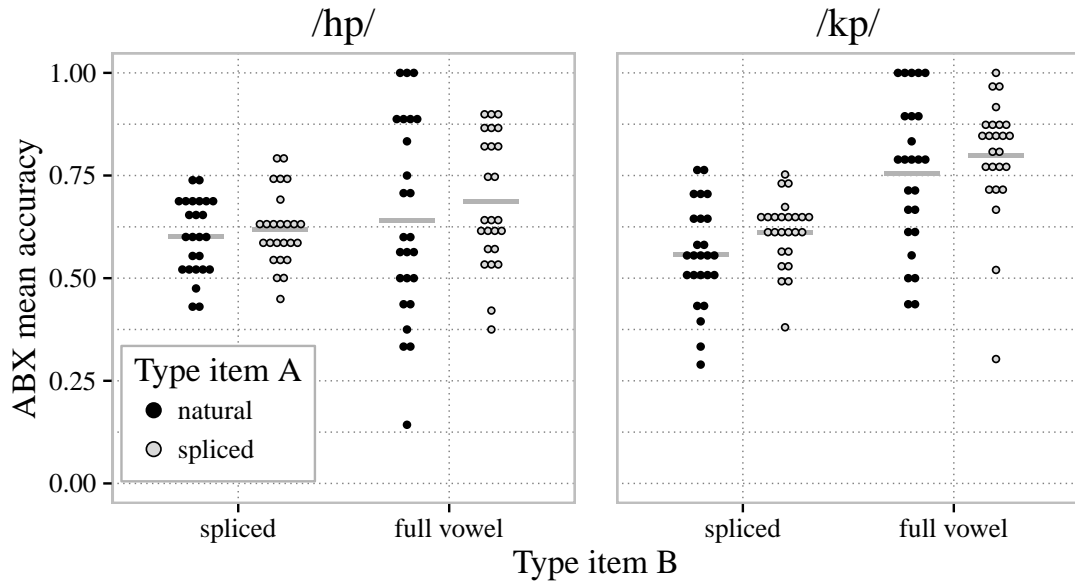 /hp/
/kp/
ABX mean accuracy
1.00
0.75
0.50
0.25
0.00
Type item A
natural
spliced
spliced
full vowel
spliced
full vowel
Type item B